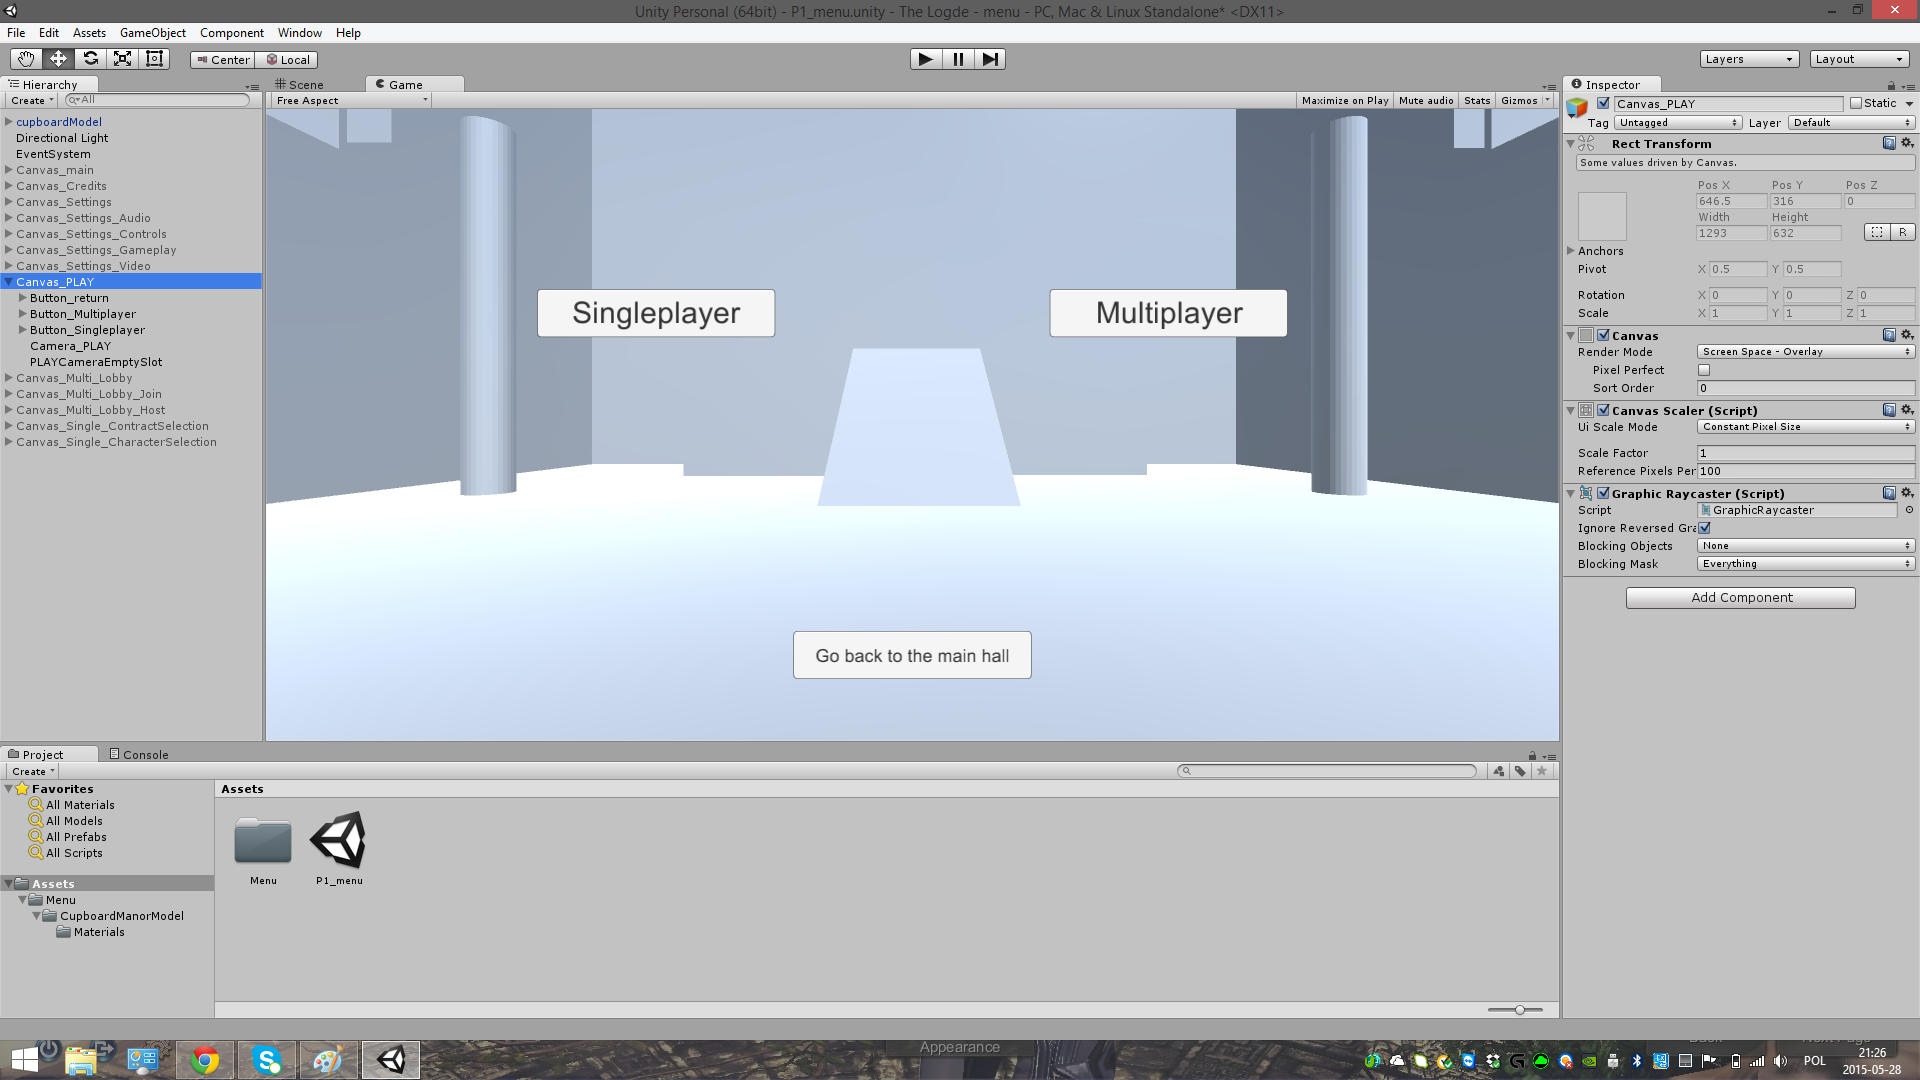 Unity Personal (64bit) - P1_menu.unity - The Logde - menu - PC, Mac & Linux Standalone* <DX11>
File Edit Assets GameObject Component Window Help
Center Local Layers Layout
Hierarchy
Create All
cupboardModel
Directional Light
EventSystem
Canvas_main
Canvas_Credits
Canvas_Settings
Canvas_Settings_Audio
Canvas_Settings_Controls
Canvas_Settings_Gameplay
Canvas_Settings_Video
Canvas_PLAY
Button_return
Button_Multiplayer
Button_Singleplayer
Camera_PLAY
PLAYCameraEmptySlot
Canvas_Multi_Lobby
Canvas_Multi_Lobby_Join
Canvas_Multi_Lobby_Host
Canvas_Single_ContractSelection
Canvas_Single_CharacterSelection
Scene Game
Free Aspect Maximize on Play Mute audio Stats Gizmos
Singleplayer
Multiplayer
Go back to the main hall
Inspector
Canvas_PLAY Static
Tag Untagged Layer Default
Rect Transform
Some values driven by Canvas.
Pos X Pos Y Pos Z
646.5 316 0
Width Height
1293 632 R
Anchors
Pivot X 0.5 Y 0.5
Rotation X 0 Y 0 Z 0
Scale X 1 Y 1 Z 1
Canvas
Render Mode Screen Space - Overlay
Pixel Perfect
Sort Order 0
Canvas Scaler (Script)
Ui Scale Mode Constant Pixel Size
Scale Factor 1
Reference Pixels Per 100
Graphic Raycaster (Script)
Script GraphicRaycaster
Ignore Reversed Gra
Blocking Objects None
Blocking Mask Everything
Add Component
Project Console
Create
Favorites
All Materials
All Models
All Prefabs
All Scripts
Assets
Menu
CupboardManorModel
Materials
Assets
Menu P1_menu
Appearance
POL
21:26
2015-05-28